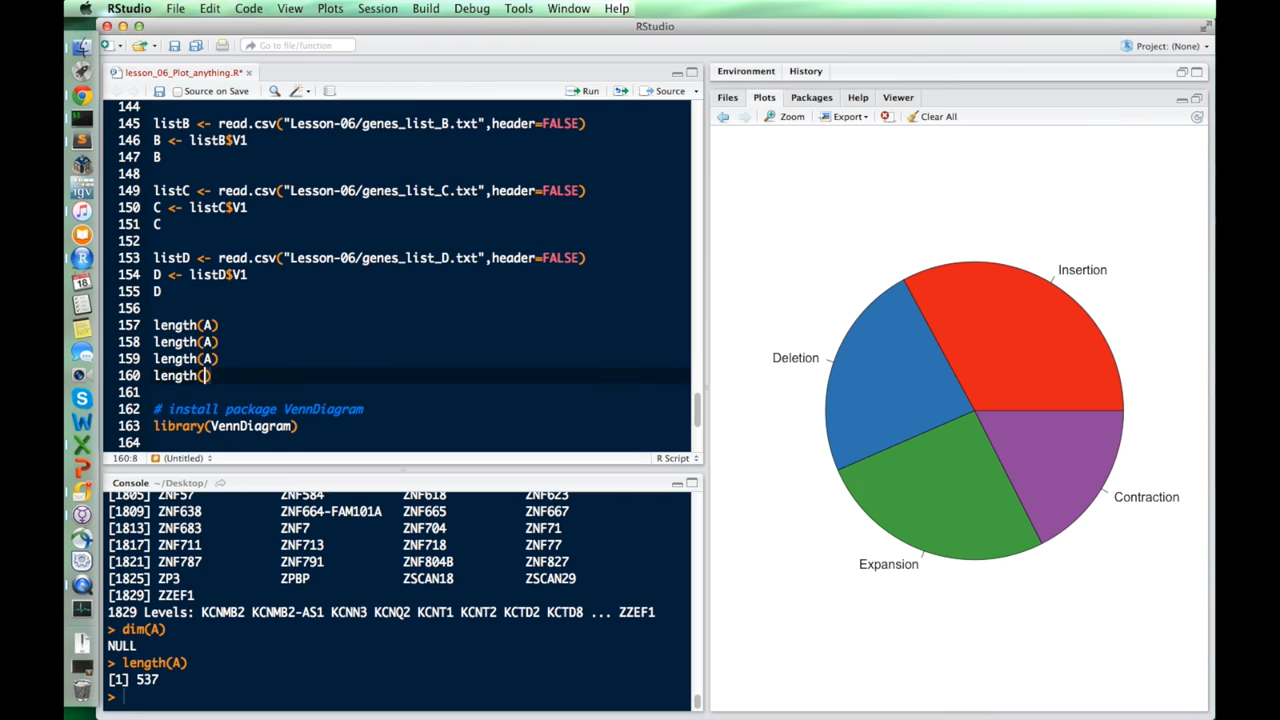 RStudio File Edit Code View Plots Session Build Debug Tools Window Help
RStudio
Go to file/function
Project: (None)
lesson_06_Plot_anything.R*
Source on Save
Run
Source
144
145 listB <- read.csv("Lesson-06/genes_list_B.txt",header=FALSE)
146 B <- listB$V1
147 B
148
149 listC <- read.csv("Lesson-06/genes_list_C.txt",header=FALSE)
150 C <- listC$V1
151 C
152
153 listD <- read.csv("Lesson-06/genes_list_D.txt",header=FALSE)
154 D <- listD$V1
155 D
156
157 length(A)
158 length(A)
159 length(A)
160 length()
161
162 # install package VennDiagram
163 library(VennDiagram)
164
160:8 (Untitled) R Script
Console ~/Desktop/
[1805] ZNF57 ZNF584 ZNF618 ZNF623
[1809] ZNF638 ZNF664-FAM101A ZNF665 ZNF667
[1813] ZNF683 ZNF7 ZNF704 ZNF71
[1817] ZNF711 ZNF713 ZNF718 ZNF77
[1821] ZNF787 ZNF791 ZNF804B ZNF827
[1825] ZP3 ZPBP ZSCAN18 ZSCAN29
[1829] ZZEF1
1829 Levels: KCNMB2 KCNMB2-AS1 KCNN3 KCNQ2 KCNT1 KCNT2 KCTD2 KCTD8 ... ZZEF1
> dim(A)
NULL
> length(A)
[1] 537
>
Environment History
Files Plots Packages Help Viewer
Zoom Export Clear All
Insertion
Deletion
Contraction
Expansion
igv
18